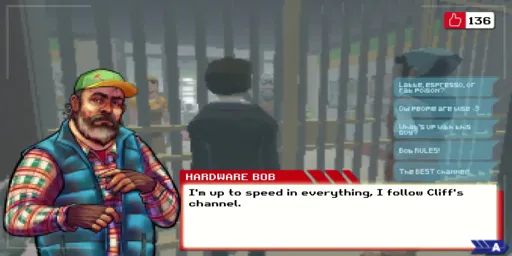 136
Latte, espresso, or
rat poison?
Old people are wise :3
What's up with this
guy?
Bob RULES!
The BEST channel
HARDWARE BOB
I'm up to speed in everything, I follow Cliff's
channel.
A